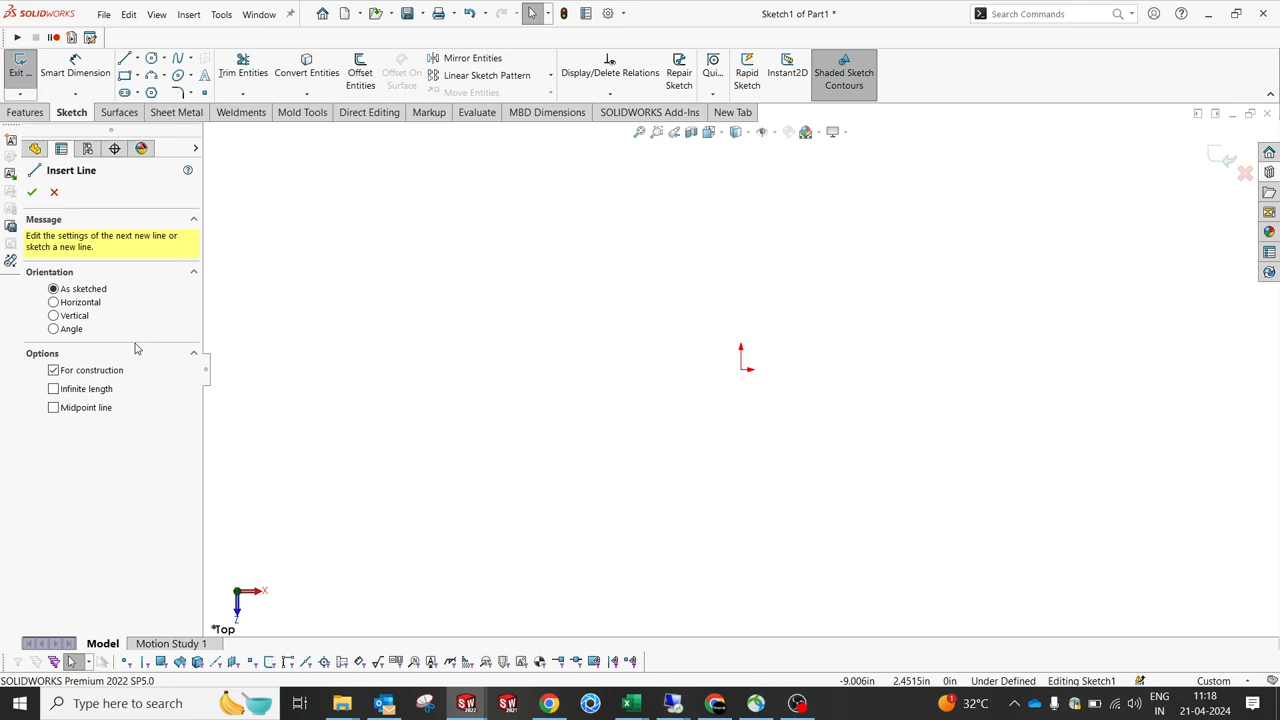 SOLIDWORKS File Edit View Insert Tools Window Sketch1 of Part1 * Search Commands
Exit ... Smart Dimension Trim Entities Convert Entities Offset Entities Offset On Surface Mirror Entities Linear Sketch Pattern Move Entities Display/Delete Relations Repair Sketch Qui... Rapid Sketch Instant2D Shaded Sketch Contours
Features Sketch Surfaces Sheet Metal Weldments Mold Tools Direct Editing Markup Evaluate MBD Dimensions SOLIDWORKS Add-Ins New Tab
Insert Line
Message
Edit the settings of the next new line or
sketch a new line.
Orientation
As sketched
Horizontal
Vertical
Angle
Options
For construction
Infinite length
Midpoint line
X
Z
*Top
Model Motion Study 1
SOLIDWORKS Premium 2022 SP5.0 -9.006in 2.4515in 0in Under Defined Editing Sketch1 Custom
Type here to search SW 2022 SW 2021 32°C ENG IN 11:18 21-04-2024